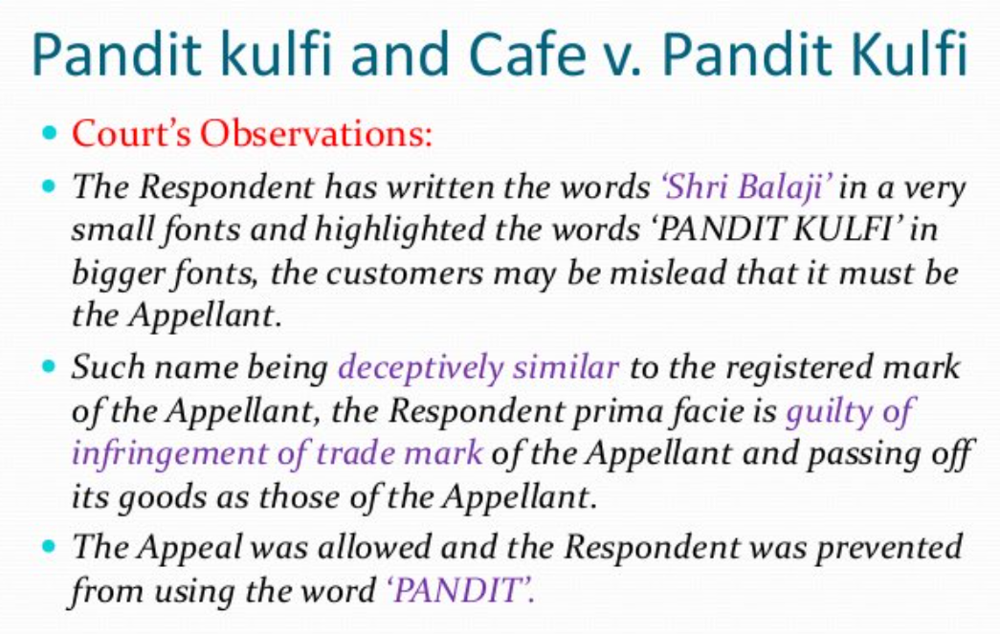 Pandit kulfi and Cafe v. Pandit Kulfi
• Court's Observations:
• The Respondent has written the words 'Shri Balaji' in a very
small fonts and highlighted the words 'PANDIT KULFI' in
bigger fonts, the customers may be mislead that it must be
the Appellant.
• Such name being deceptively similar to the registered mark
of the Appellant, the Respondent prima facie is guilty of
infringement of trade mark of the Appellant and passing off
its goods as those of the Appellant.
• The Appeal was allowed and the Respondent was prevented
from using the word 'PANDIT'.